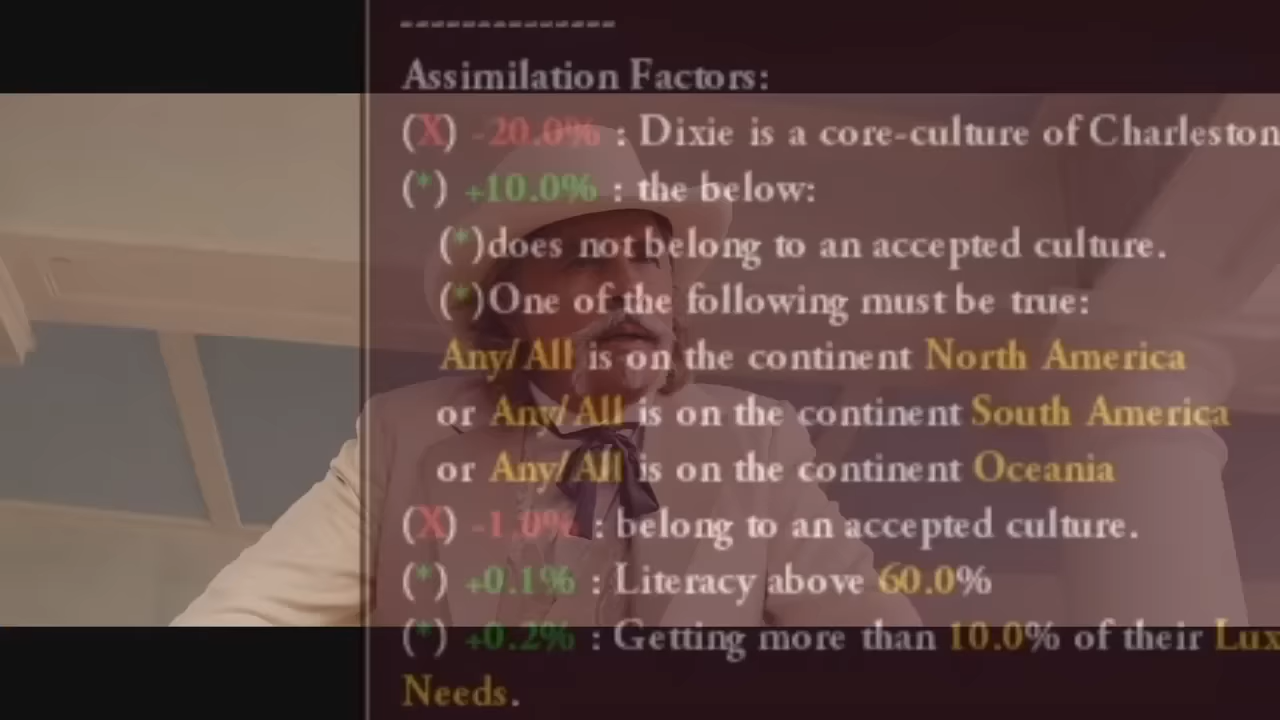 --------------
Assimilation Factors:
(X) -20.0% : Dixie is a core-culture of Charleston
(*) +10.0% : the below:
(*)does not belong to an accepted culture.
(*)One of the following must be true:
Any/All is on the continent North America
or Any/All is on the continent South America
or Any/All is on the continent Oceania
(X) -1.0% : belong to an accepted culture.
(*) +0.1% : Literacy above 60.0%
(*) +0.2% : Getting more than 10.0% of their Lux
Needs.